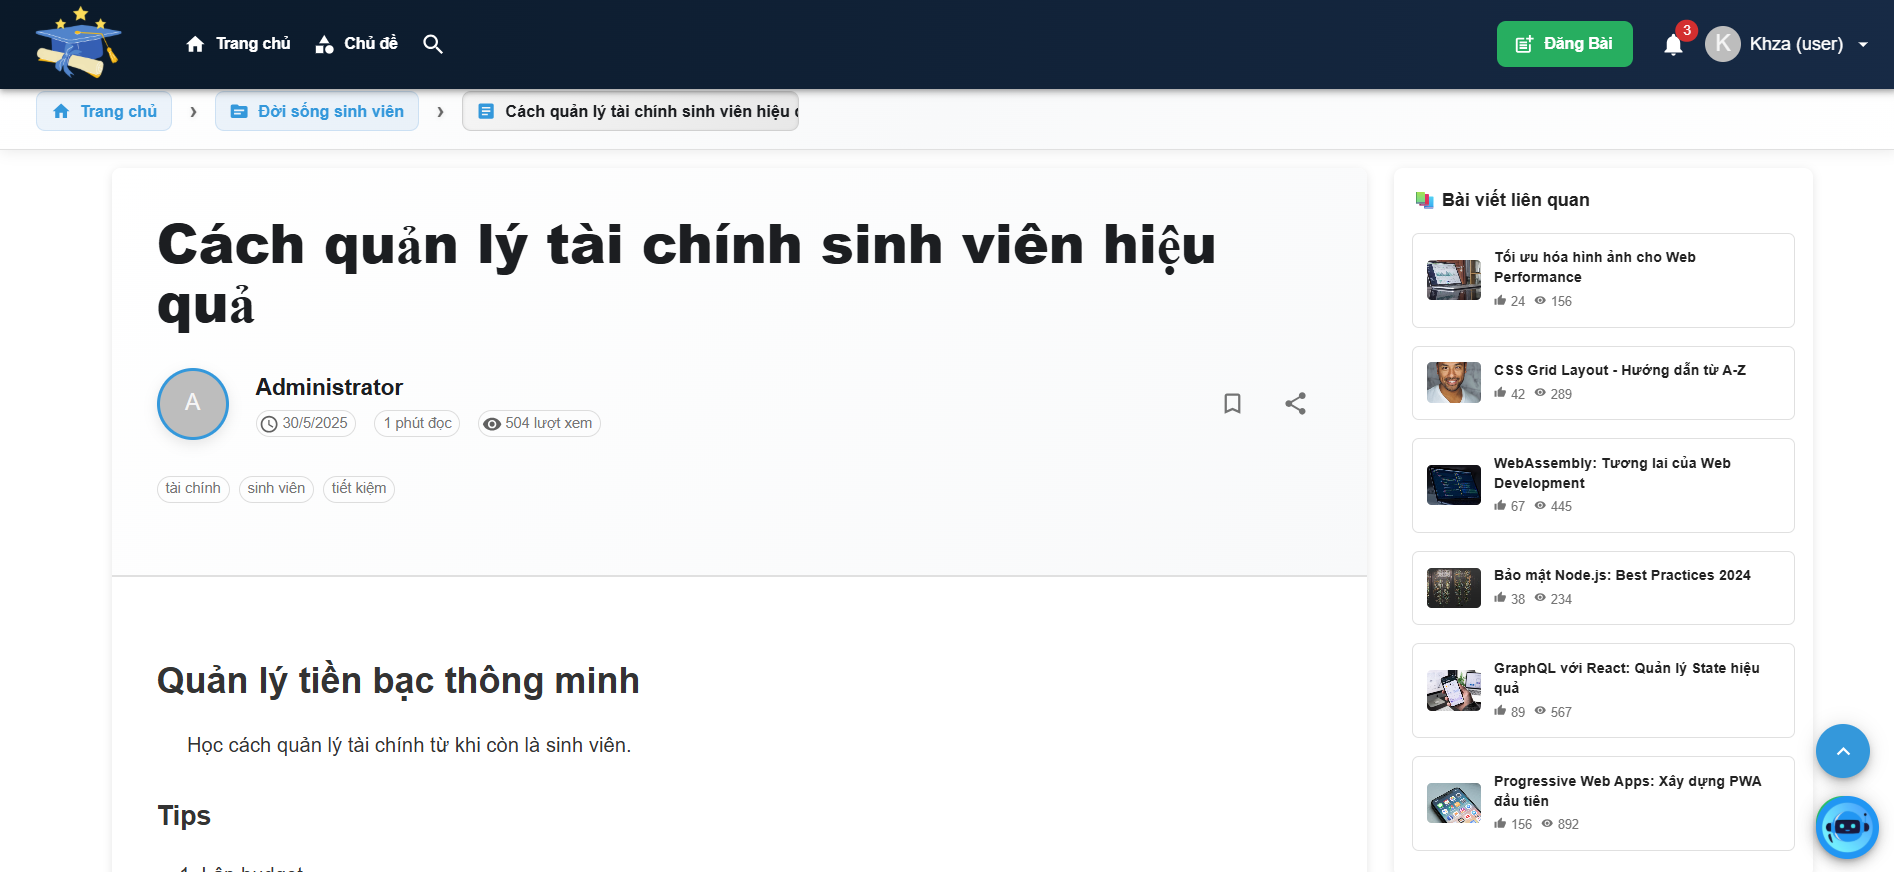 Trang chủ
Chủ đề
Đăng Bài
3
K
Khza (user)
Trang chủ
›
Đời sống sinh viên
›
Cách quản lý tài chính sinh viên hiệu
Cách quản lý tài chính sinh viên hiệu
quả
A
Administrator
30/5/2025
1 phút đọc
504 lượt xem
tài chính
sinh viên
tiết kiệm
Quản lý tiền bạc thông minh
Học cách quản lý tài chính từ khi còn là sinh viên.
Tips
1. Lập budget
Bài viết liên quan
Tối ưu hóa hình ảnh cho Web
Performance
24 156
CSS Grid Layout - Hướng dẫn từ A-Z
42 289
WebAssembly: Tương lai của Web
Development
67 445
Bảo mật Node.js: Best Practices 2024
38 234
GraphQL với React: Quản lý State hiệu
quả
89 567
Progressive Web Apps: Xây dựng PWA
đầu tiên
156 892